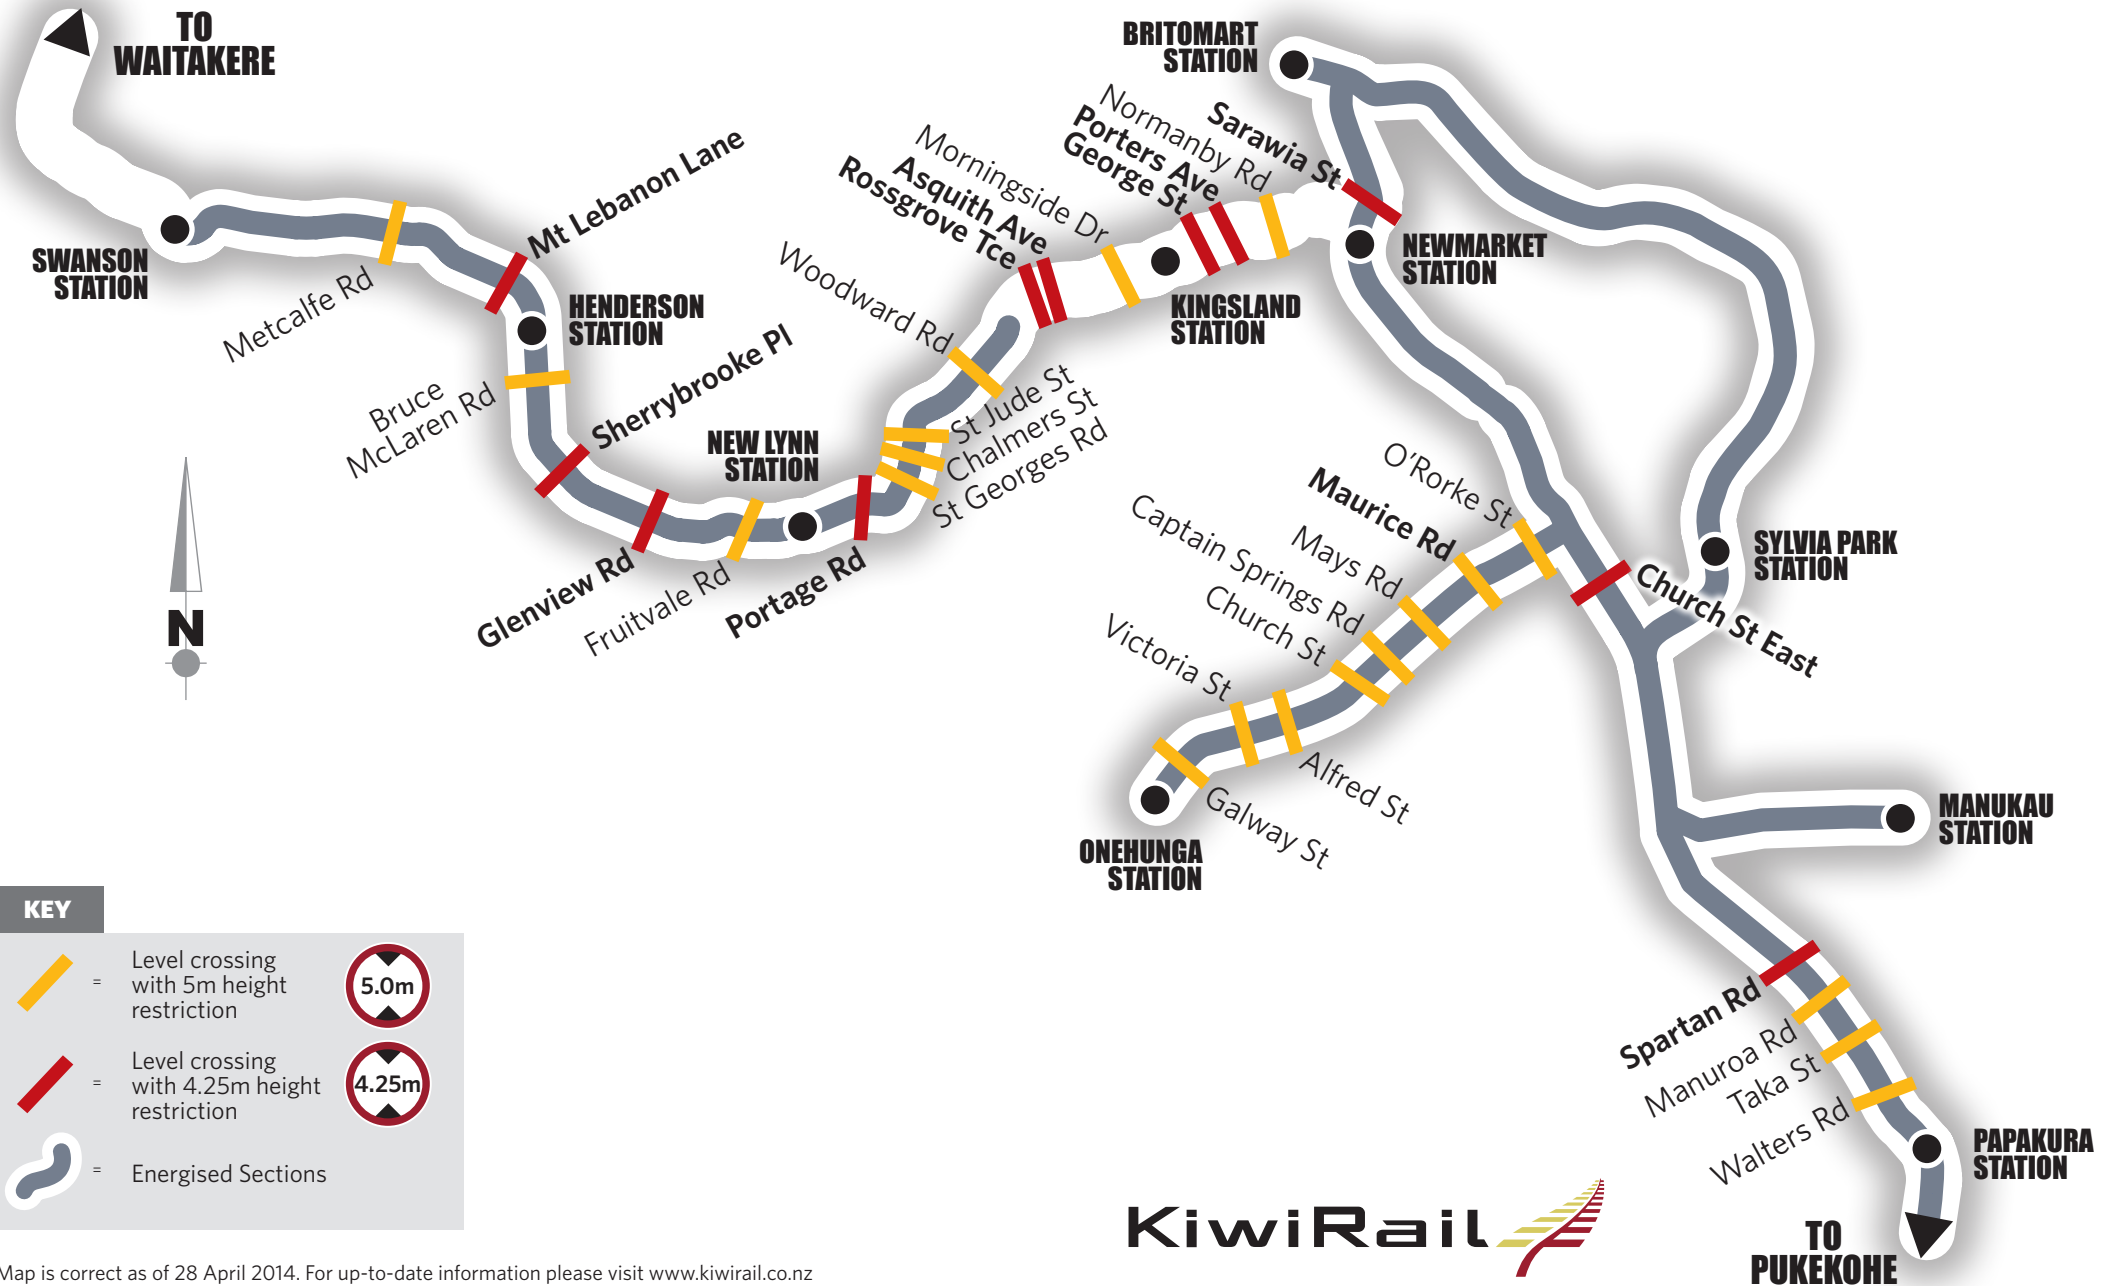 TO
WAITAKERE
BRITOMART
STATION
Normanby Rd
Sarawia St
Porters Ave
George St
Morningside Dr
Asquith Ave
Rossgrove Tce
Mt Lebanon Lane
SWANSON
STATION
Metcalfe Rd
HENDERSON
STATION
Woodward Rd
KINGSLAND
STATION
NEWMARKET
STATION
Bruce
McLaren Rd
Sherrybrooke Pl
NEW LYNN
STATION
St Jude St
Chalmers St
St Georges Rd
Glenview Rd
Fruitvale Rd
Portage Rd
O'Rorke St
Maurice Rd
Mays Rd
Captain Springs Rd
Church St
Victoria St
Alfred St
Galway St
ONEHUNGA
STATION
SYLVIA PARK
STATION
Church St East
MANUKAU
STATION
N
Spartan Rd
Manuroa Rd
Taka St
Walters Rd
PAPAKURA
STATION
TO
PUKEKOHE
KEY
=
Level crossing
with 5m height
restriction
5.0m
=
Level crossing
with 4.25m height
restriction
4.25m
=
Energised Sections
KiwiRail
Map is correct as of 28 April 2014. For up-to-date information please visit www.kiwirail.co.nz